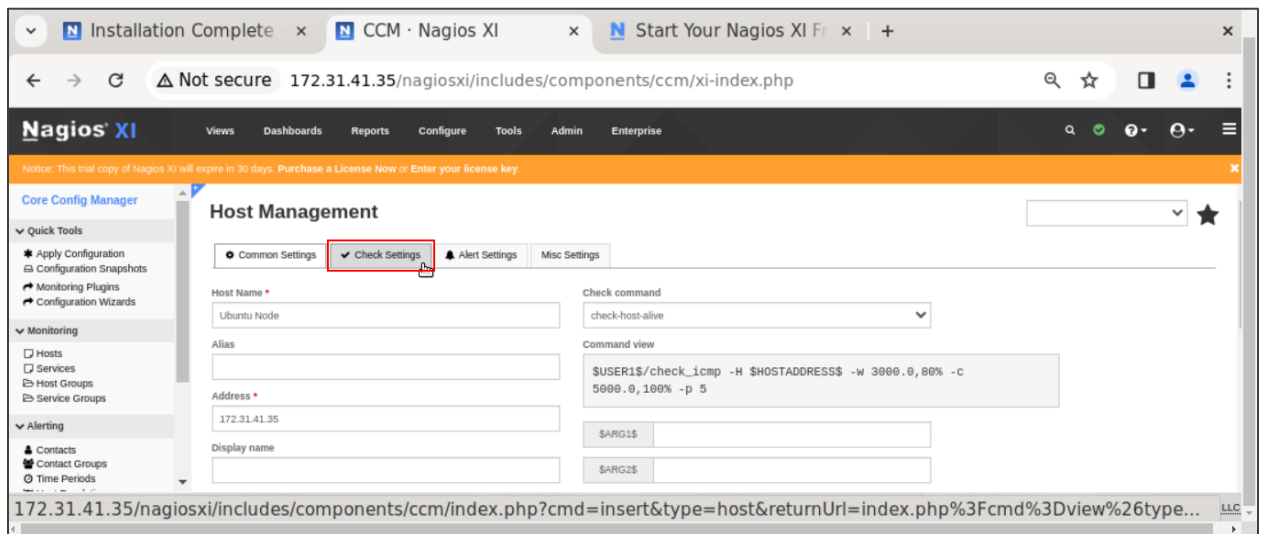 Installation Complete
CCM · Nagios XI
Start Your Nagios XI Fr
Not secure 172.31.41.35/nagiosxi/includes/components/ccm/xi-index.php
Nagios XI Views Dashboards Reports Configure Tools Admin Enterprise
Notice: This trial copy of Nagios XI will expire in 30 days. Purchase a License Now or Enter your license key.
Core Config Manager
Quick Tools
Apply Configuration
Configuration Snapshots
Monitoring Plugins
Configuration Wizards
Monitoring
Hosts
Services
Host Groups
Service Groups
Alerting
Contacts
Contact Groups
Time Periods
Host Management
Common Settings Check Settings Alert Settings Misc Settings
Host Name *
Ubuntu Node
Alias
Address *
172.31.41.35
Display name
Check command
check-host-alive
Command view
$USER1$/check_icmp -H $HOSTADDRESS$ -w 3000.0,80% -c
5000.0,100% -p 5
$ARG1$
$ARG2$
172.31.41.35/nagiosxi/includes/components/ccm/index.php?cmd=insert&type=host&returnUrl=index.php%3Fcmd%3Dview%26type...
LLC